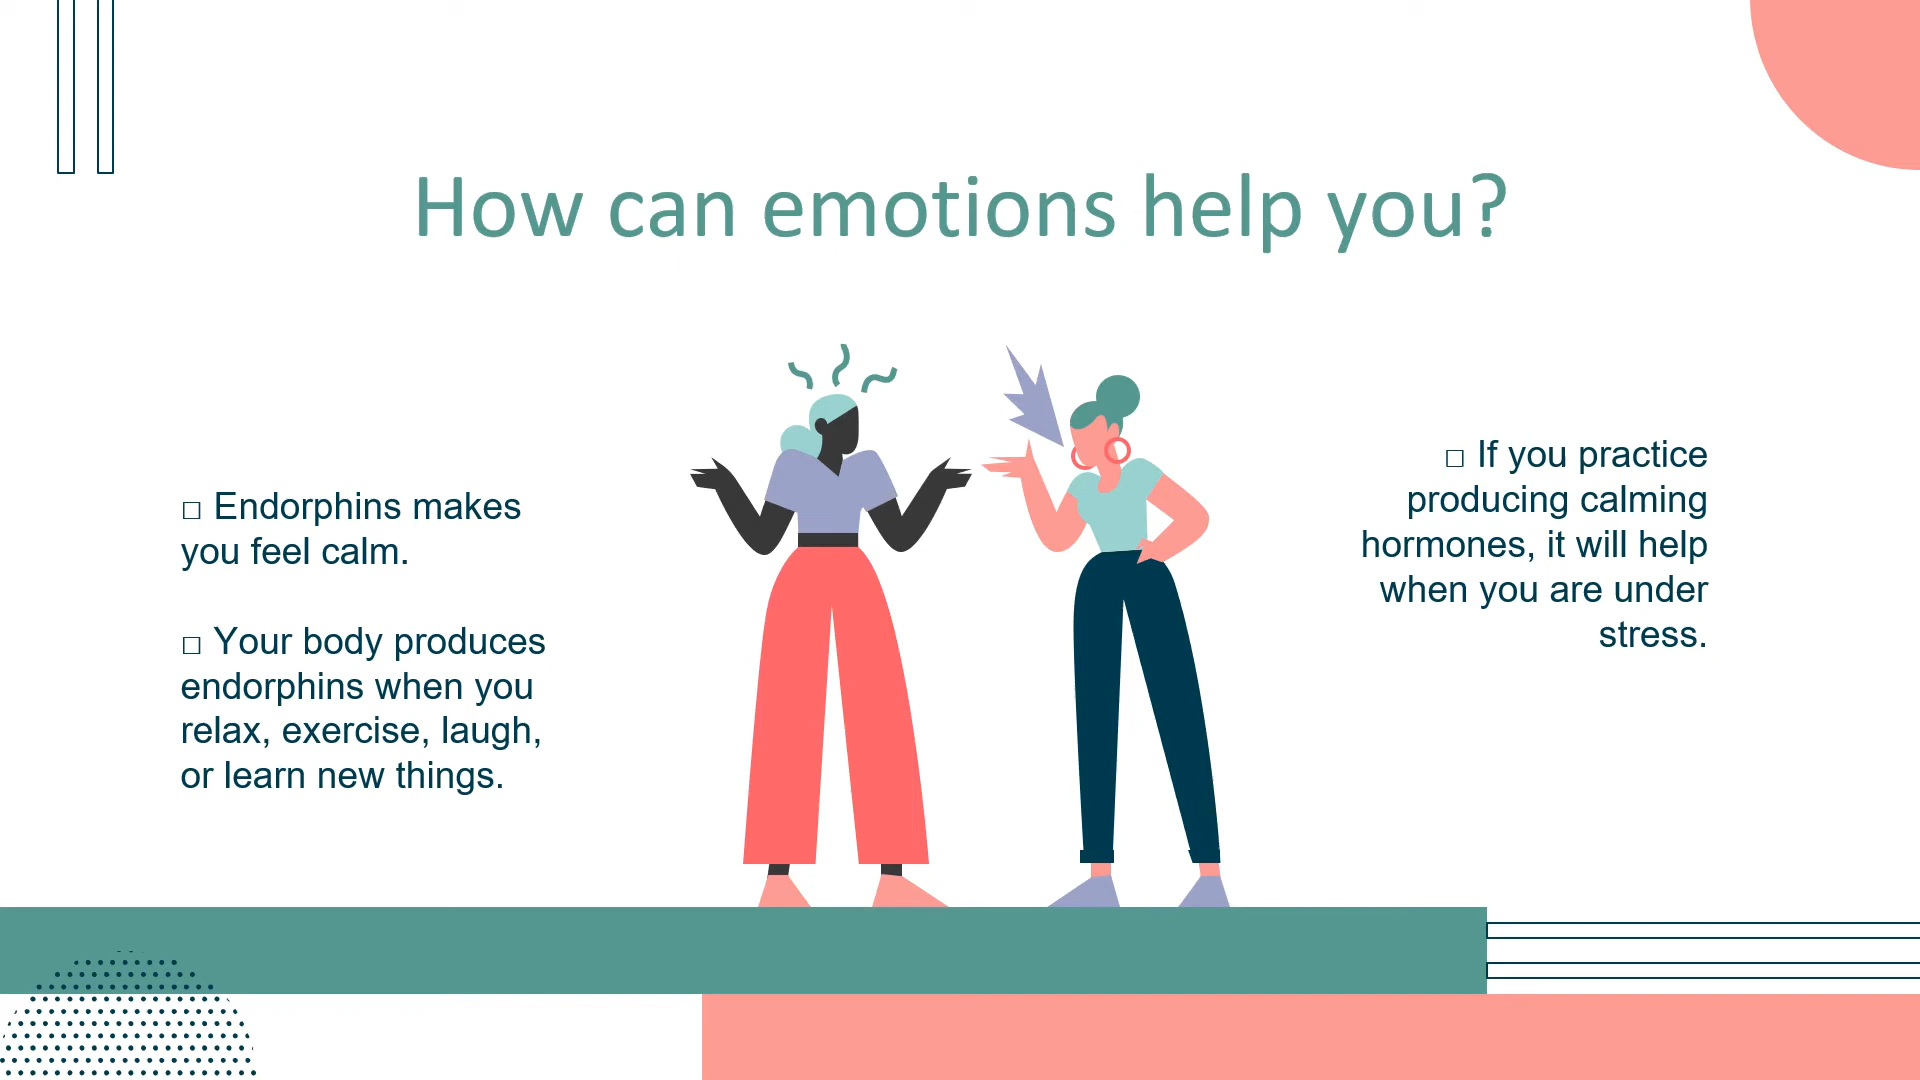 How can emotions help you?
□ Endorphins makes
you feel calm.
□ Your body produces
endorphins when you
relax, exercise, laugh,
or learn new things.
□ If you practice
producing calming
hormones, it will help
when you are under
stress.